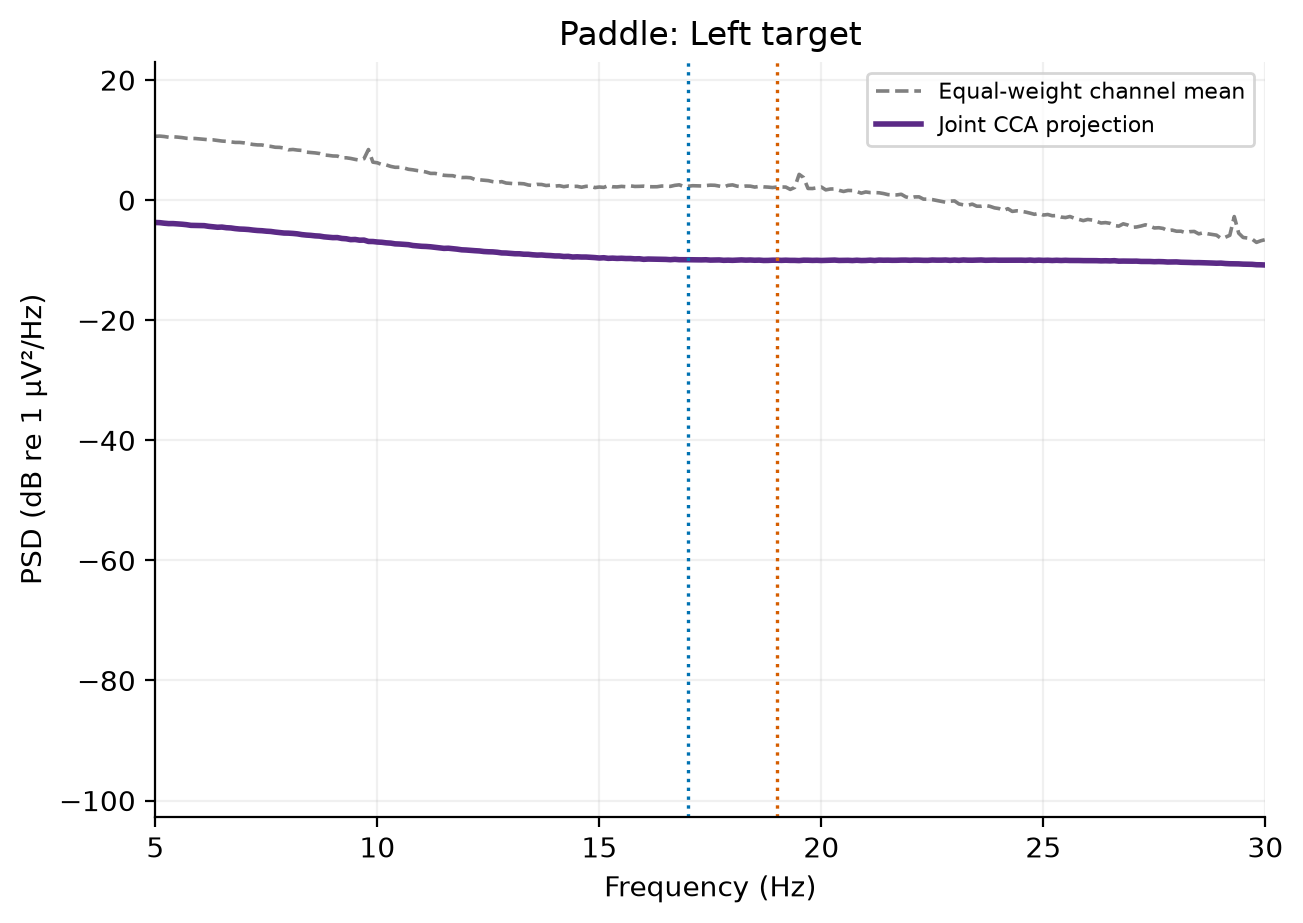 Paddle: Left target
Equal-weight channel mean
Joint CCA projection
PSD (dB re 1 µV²/Hz)
20
0
−20
−40
−60
−80
−100
5 10 15 20 25 30
Frequency (Hz)